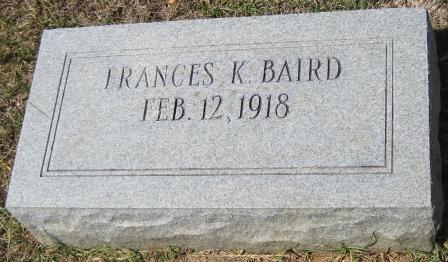 FRANCES K. BAIRD
FEB. 12, 1918